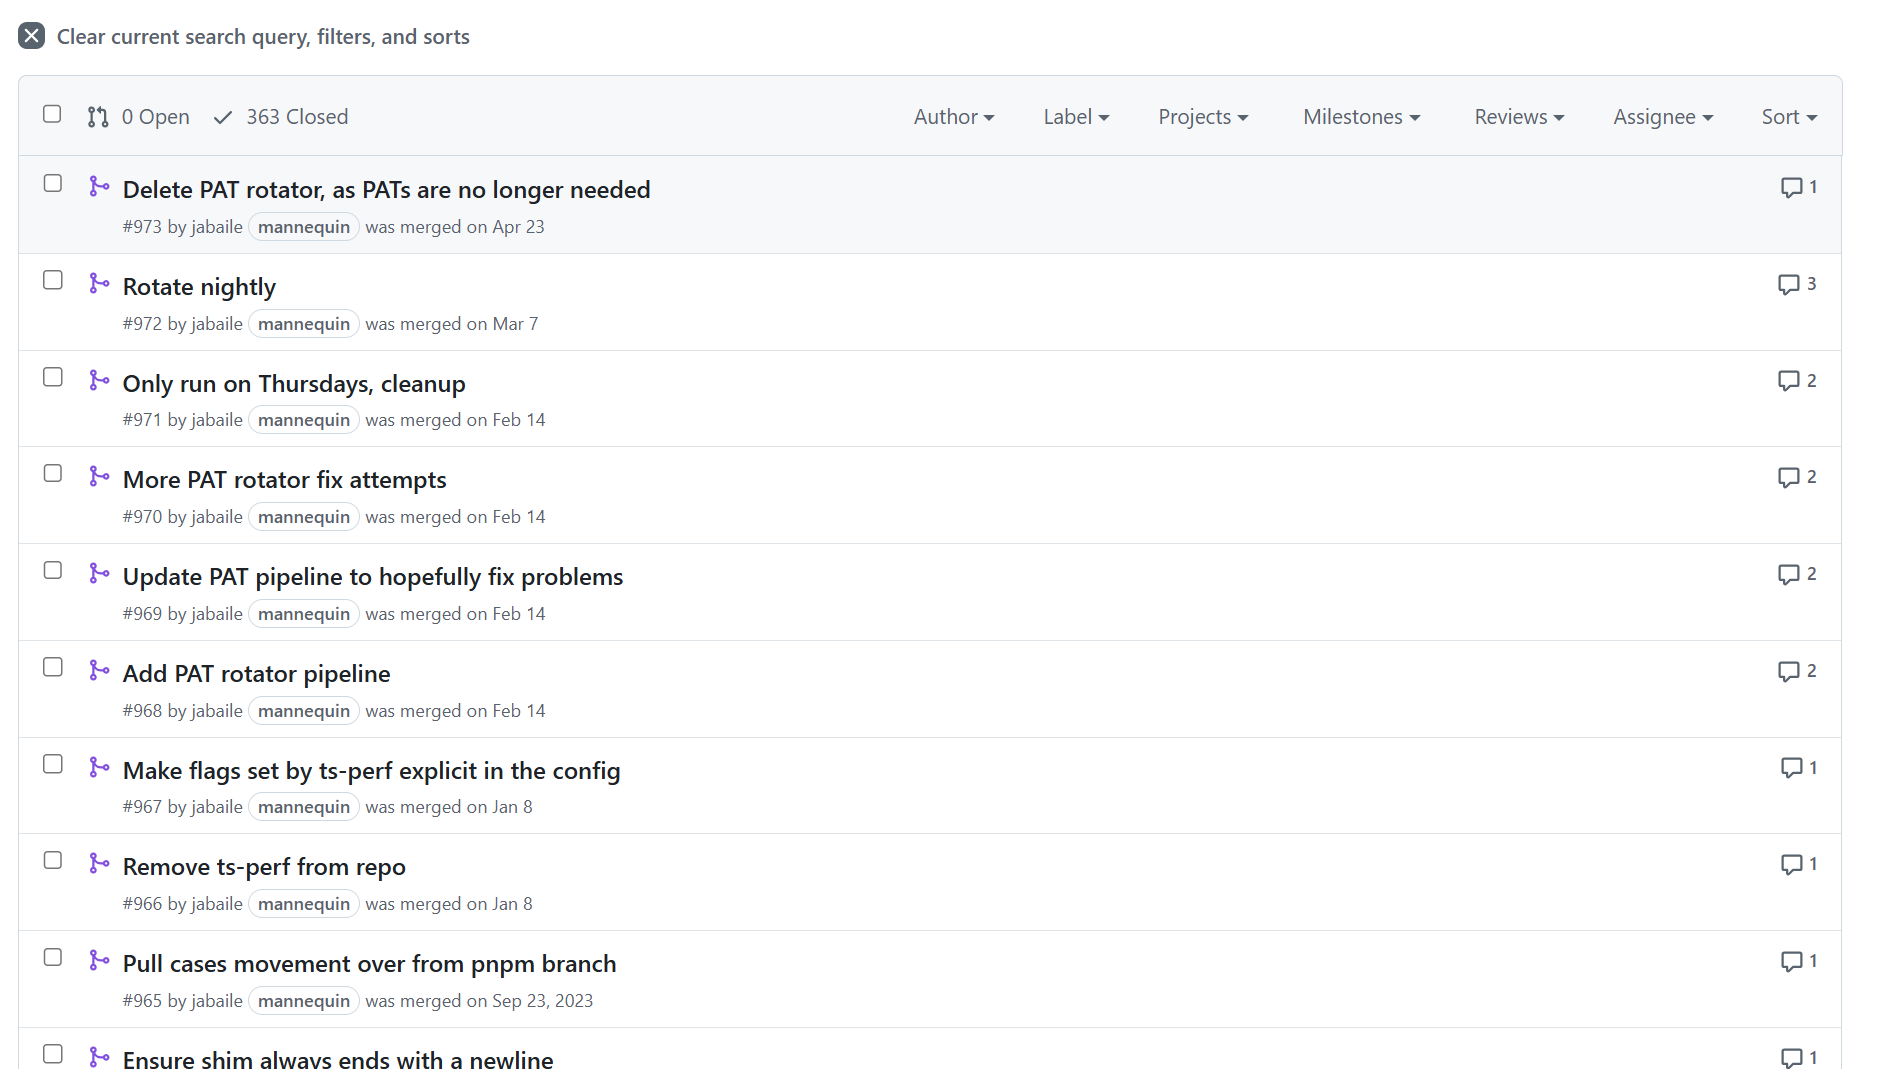 Clear current search query, filters, and sorts
0 Open 363 Closed Author Label Projects Milestones Reviews Assignee Sort
Delete PAT rotator, as PATs are no longer needed 1
#973 by jabaile mannequin was merged on Apr 23
Rotate nightly 3
#972 by jabaile mannequin was merged on Mar 7
Only run on Thursdays, cleanup 2
#971 by jabaile mannequin was merged on Feb 14
More PAT rotator fix attempts 2
#970 by jabaile mannequin was merged on Feb 14
Update PAT pipeline to hopefully fix problems 2
#969 by jabaile mannequin was merged on Feb 14
Add PAT rotator pipeline 2
#968 by jabaile mannequin was merged on Feb 14
Make flags set by ts-perf explicit in the config 1
#967 by jabaile mannequin was merged on Jan 8
Remove ts-perf from repo 1
#966 by jabaile mannequin was merged on Jan 8
Pull cases movement over from pnpm branch 1
#965 by jabaile mannequin was merged on Sep 23, 2023
Ensure shim always ends with a newline 1